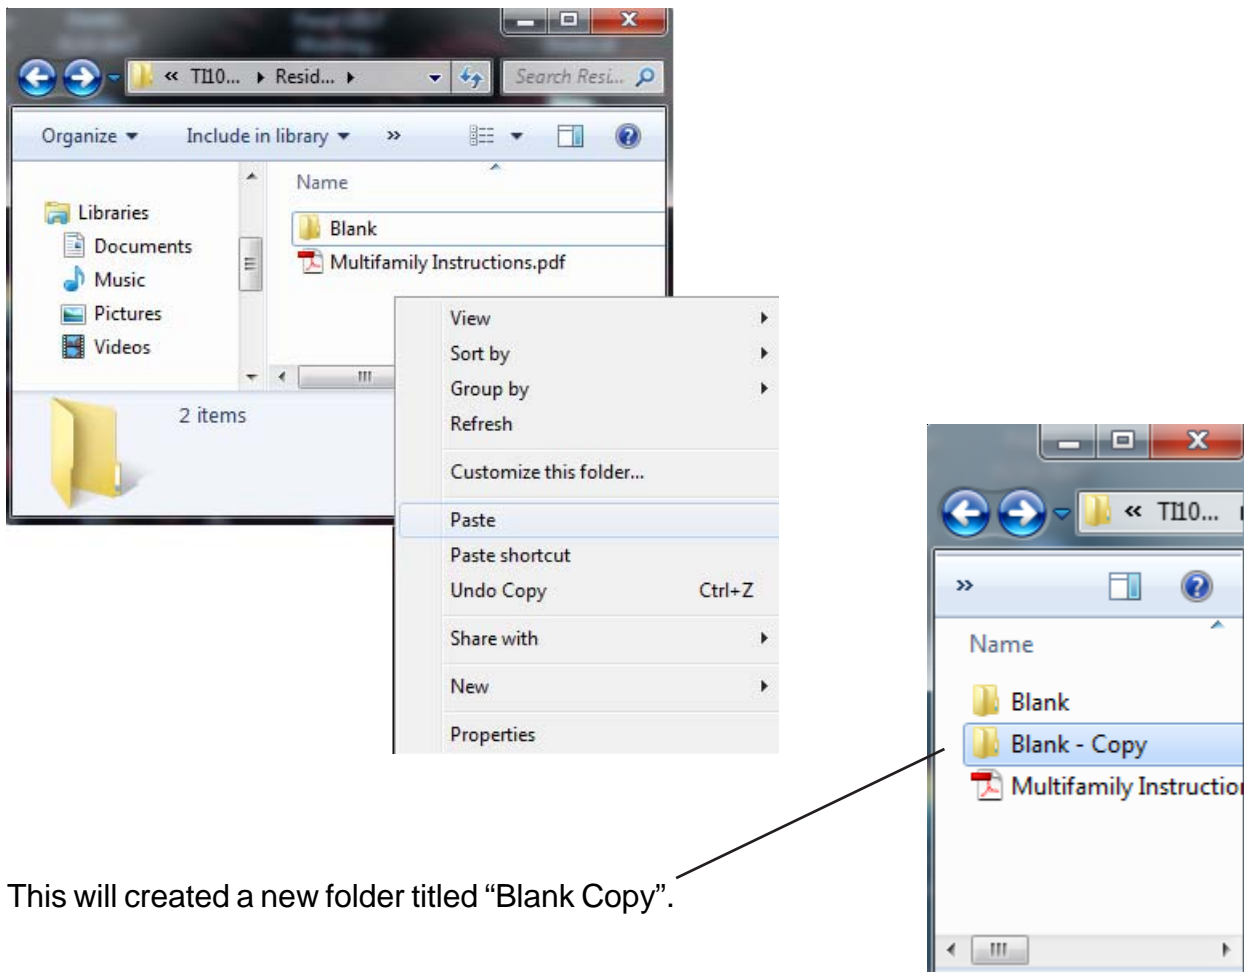 « TI10... Resid...
Search Resi...
Organize Include in library »
Name
Libraries
Documents
Music
Pictures
Videos
Blank
Multifamily Instructions.pdf
2 items
View
Sort by
Group by
Refresh
Customize this folder...
Paste
Paste shortcut
Undo Copy Ctrl+Z
Share with
New
Properties
« TI10...
»
Name
Blank
Blank - Copy
Multifamily Instruction
This will created a new folder titled “Blank Copy”.